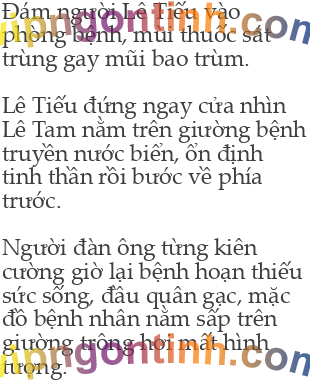 Đám người Lê Tiếu vào
phòng bệnh, mùi thuốc sát
trùng gay mũi bao trùm.

Lê Tiếu đứng ngay cửa nhìn
Lê Tam nằm trên giường bệnh
truyền nước biển, ổn định
tinh thần rồi bước về phía
trước.

Người đàn ông từng kiên
cường giờ lại bệnh hoạn thiếu
sức sống, đầu quấn gạc, mặc
đồ bệnh nhân nằm sấp trên
giường trông hơi mất hình
tượng.
vipngontinh.com
vipngontinh.com